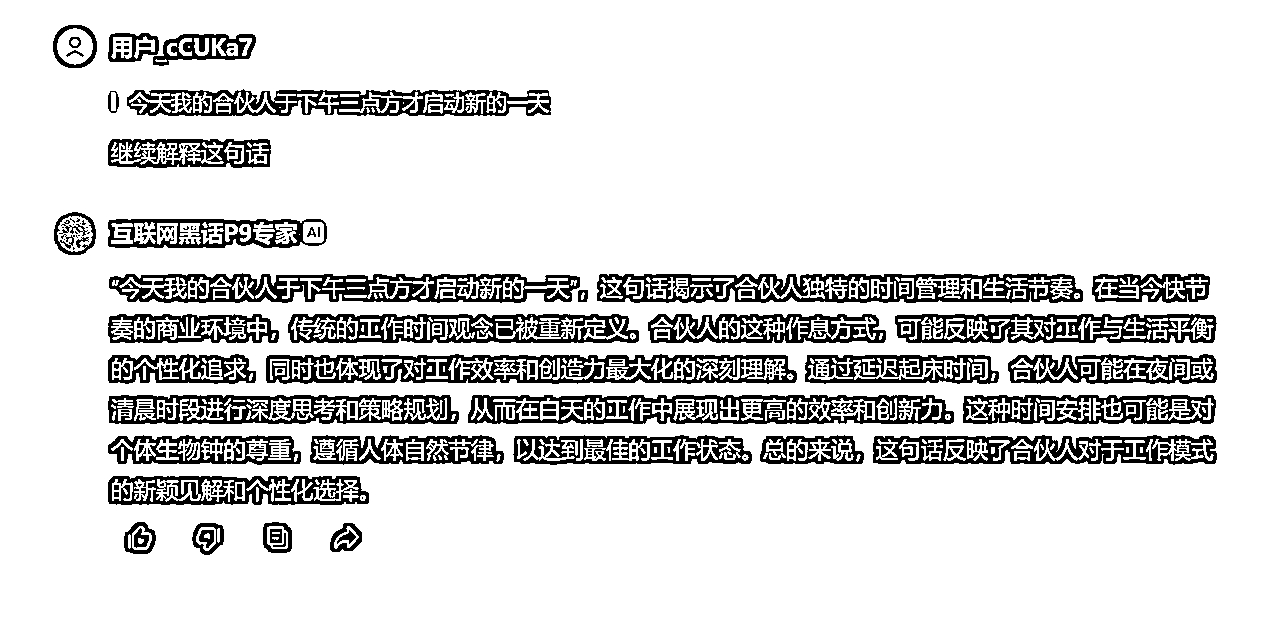 用户_cCUKa7
今天我的合伙人于下午三点方才启动新的一天
继续解释这句话
互联网黑话P9专家 AI
“今天我的合伙人于下午三点方才启动新的一天”，这句话揭示了合伙人独特的时间管理和生活节奏。在当今快节
奏的商业环境中，传统的工作时间观念已被重新定义。合伙人的这种作息方式，可能反映了其对工作与生活平衡
的个性化追求，同时也体现了对工作效率和创造力最大化的深刻理解。通过延迟起床时间，合伙人可能在夜间或
清晨时段进行深度思考和策略规划，从而在白天的工作中展现出更高的效率和创新力。这种时间安排也可能是对
个体生物钟的尊重，遵循人体自然节律，以达到最佳的工作状态。总的来说，这句话反映了合伙人对于工作模式
的新颖见解和个性化选择。